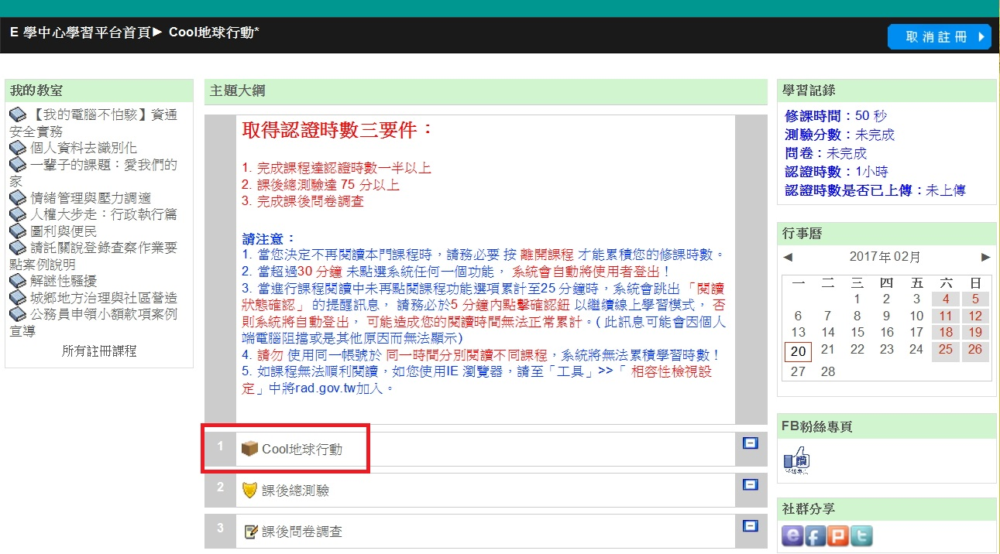 E 學中心學習平台首頁► Cool地球行動*
取 消 註 冊
我的教室
【我的電腦不怕駭】資通
安全實務
個人資料去識別化
一輩子的課題：愛我們的
家
情緒管理與壓力調適
人權大步走：行政執行篇
圖利與便民
請託關說登錄查察作業要
點案例說明
解謎性騷擾
城鄉地方治理與社區營造
公務員申領小額款項案例
宣導
所有註冊課程
主題大綱
取得認證時數三要件：
1. 完成課程達認證時數一半以上
2. 課後總測驗達 75 分以上
3. 完成課後問卷調查
請注意：
1. 當您決定不再閱讀本門課程時，請務必要 按 離開課程 才能累積您的修課時數。
2. 當超過30 分鐘 未點選系統任何一個功能， 系統會自動將使用者登出！
3. 當進行課程閱讀中未再點閱課程功能選項累計至25 分鐘時，系統會跳出「閱讀
狀態確認」 的提醒訊息， 請務必於5 分鐘內點擊確認鈕 以繼續線上學習模式， 否
則系統將自動登出， 可能造成您的閱讀時間無法正常累計。( 此訊息可能會因個人
端電腦阻擋或是其他原因而無法顯示)
4. 請勿 使用同一帳號於 同一時間分別閱讀不同課程，系統將無法累積學習時數！
5. 如課程無法順利閱讀，如您使用IE 瀏覽器，請至「工具」>>「 相容性檢視設
定」中將rad.gov.tw加入。
1 Cool地球行動
2 課後總測驗
3 課後問卷調查
學習記錄
修課時間：50 秒
測驗分數：未完成
問卷：未完成
認證時數：1小時
認證時數是否已上傳：未上傳
行事曆
◄ 2017年 02月 ►
一 二 三 四 五 六 日
1 2 3 4 5
6 7 8 9 10 11 12
13 14 15 16 17 18 19
20 21 22 23 24 25 26
27 28
FB粉絲專頁
讚
社群分享